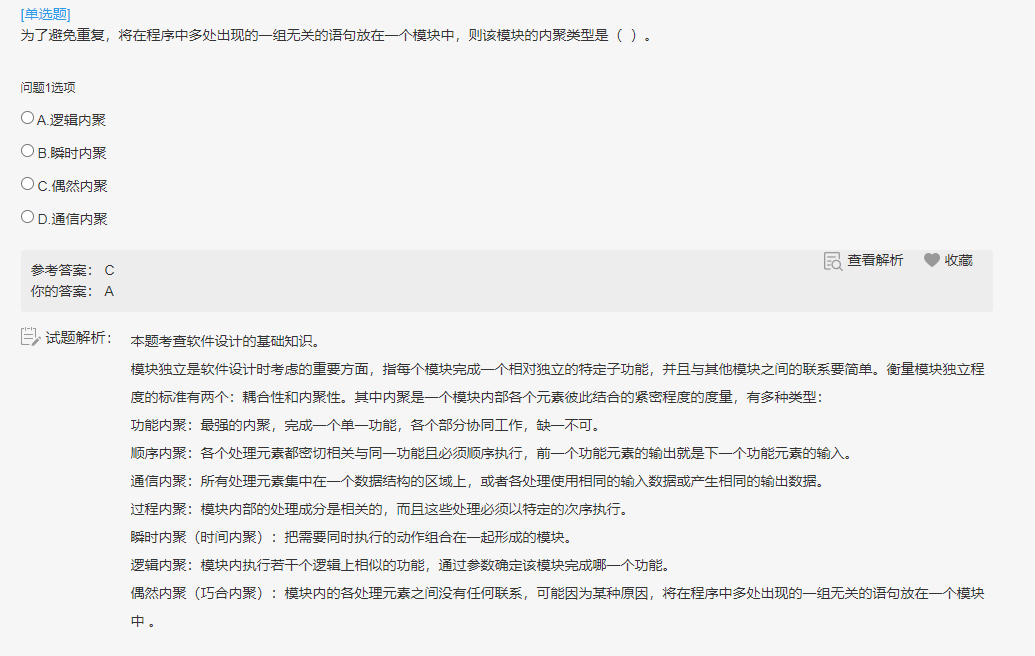 [单选题]
为了避免重复，将在程序中多处出现的一组无关的语句放在一个模块中，则该模块的内聚类型是（ ）。
问题1选项
A.逻辑内聚
B.瞬时内聚
C.偶然内聚
D.通信内聚
查看解析 收藏
参考答案： C
你的答案： A
试题解析： 本题考查软件设计的基础知识。
模块独立是软件设计时考虑的重要方面，指每个模块完成一个相对独立的特定子功能，并且与其他模块之间的联系要简单。衡量模块独立程
度的标准有两个：耦合性和内聚性。其中内聚是一个模块内部各个元素彼此结合的紧密程度的度量，有多种类型：
功能内聚：最强的内聚，完成一个单一功能，各个部分协同工作，缺一不可。
顺序内聚：各个处理元素都密切相关与同一功能且必须顺序执行，前一个功能元素的输出就是下一个功能元素的输入。
通信内聚：所有处理元素集中在一个数据结构的区域上，或者各处理使用相同的输入数据或产生相同的输出数据。
过程内聚：模块内部的处理成分是相关的，而且这些处理必须以特定的次序执行。
瞬时内聚（时间内聚）：把需要同时执行的动作组合在一起形成的模块。
逻辑内聚：模块内执行若干个逻辑上相似的功能，通过参数确定该模块完成哪一个功能。
偶然内聚（巧合内聚）：模块内的各处理元素之间没有任何联系，可能因为某种原因，将在程序中多处出现的一组无关的语句放在一个模块
中 。